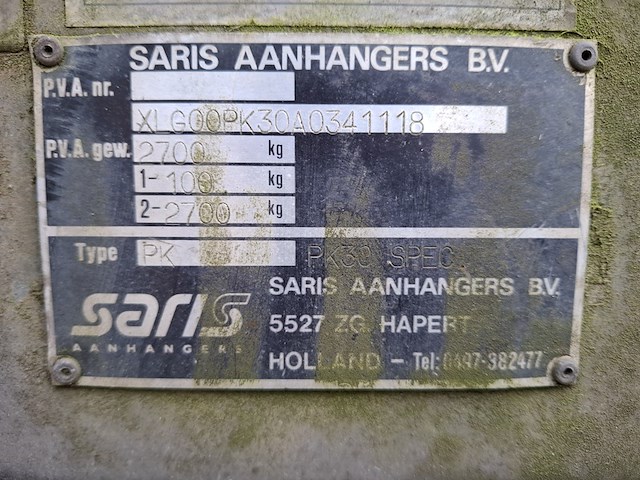 SARIS AANHANGERS B.V.
P.V.A. nr.
XLG00PK30A0341118
P.V.A. gew. 2700 kg
1- 100 kg
2- 2700 kg
Type PK PK30 SPEC
SARIS AANHANGERS B.V.
saris
AANHANGERS
5527 ZG HAPERT
HOLLAND - Tel: 0497-382477